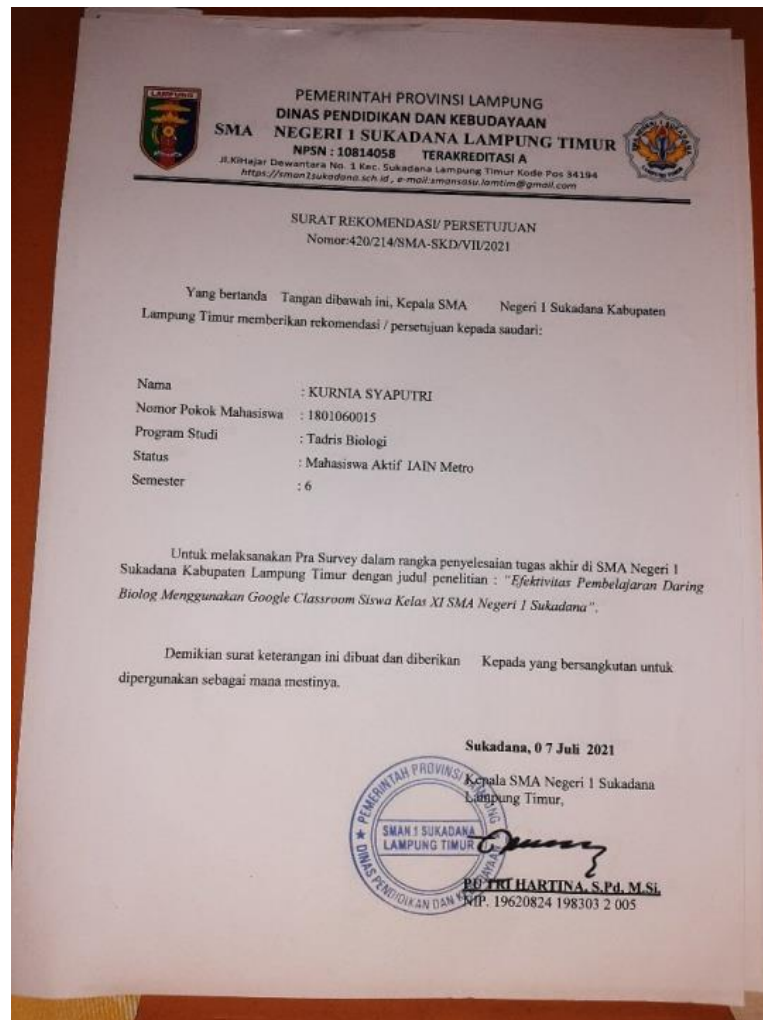 LAMPUNG
PEMERINTAH PROVINSI LAMPUNG
DINAS PENDIDIKAN DAN KEBUDAYAAN
SMA NEGERI 1 SUKADANA LAMPUNG TIMUR
NPSN : 10814058 TERAKREDITASI A
Jl.KiHajar Dewantara No. 1 Kec. Sukadana Lampung Timur Kode Pos 34194
https://sman1sukadana.sch.id, e-mail:smansasu.lamtim@gmail.com
SURAT REKOMENDASI/ PERSETUJUAN
Nomor:420/214/SMA-SKD/VII/2021
Yang bertanda Tangan dibawah ini, Kepala SMA Negeri 1 Sukadana Kabupaten
Lampung Timur memberikan rekomendasi / persetujuan kepada saudari:
Nama : KURNIA SYAPUTRI
Nomor Pokok Mahasiswa : 1801060015
Program Studi : Tadris Biologi
Status : Mahasiswa Aktif IAIN Metro
Semester : 6
Untuk melaksanakan Pra Survey dalam rangka penyelesaian tugas akhir di SMA Negeri 1
Sukadana Kabupaten Lampung Timur dengan judul penelitian : "Efektivitas Pembelajaran Daring
Biolog Menggunakan Google Classroom Siswa Kelas XI SMA Negeri 1 Sukadana".
Demikian surat keterangan ini dibuat dan diberikan Kepada yang bersangkutan untuk
dipergunakan sebagai mana mestinya.
Sukadana, 0 7 Juli 2021
Kepala SMA Negeri 1 Sukadana
Lampung Timur,
PEMERINTAH PROVINSI LAMPUNG
SMAN 1 SUKADANA
LAMPUNG TIMUR
DINAS PENDIDIKAN DAN KEBUDAYAAN
PU TRI HARTINA, S.Pd, M.Si.
NIP. 19620824 198303 2 005